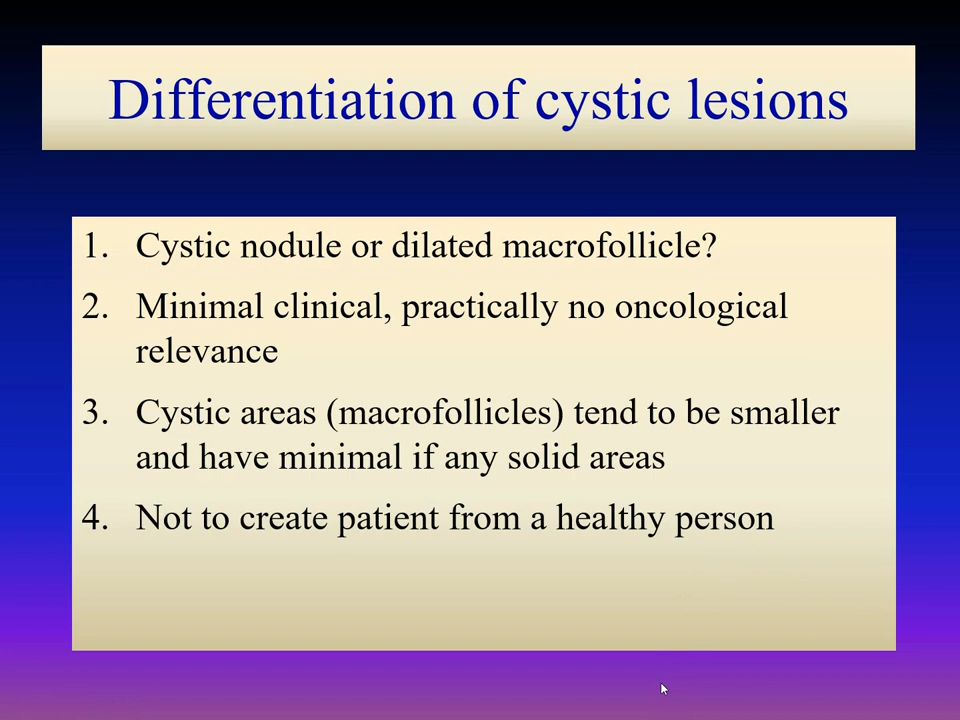 Differentiation of cystic lesions
1. Cystic nodule or dilated macrofollicle?
2. Minimal clinical, practically no oncological
relevance
3. Cystic areas (macrofollicles) tend to be smaller
and have minimal if any solid areas
4. Not to create patient from a healthy person